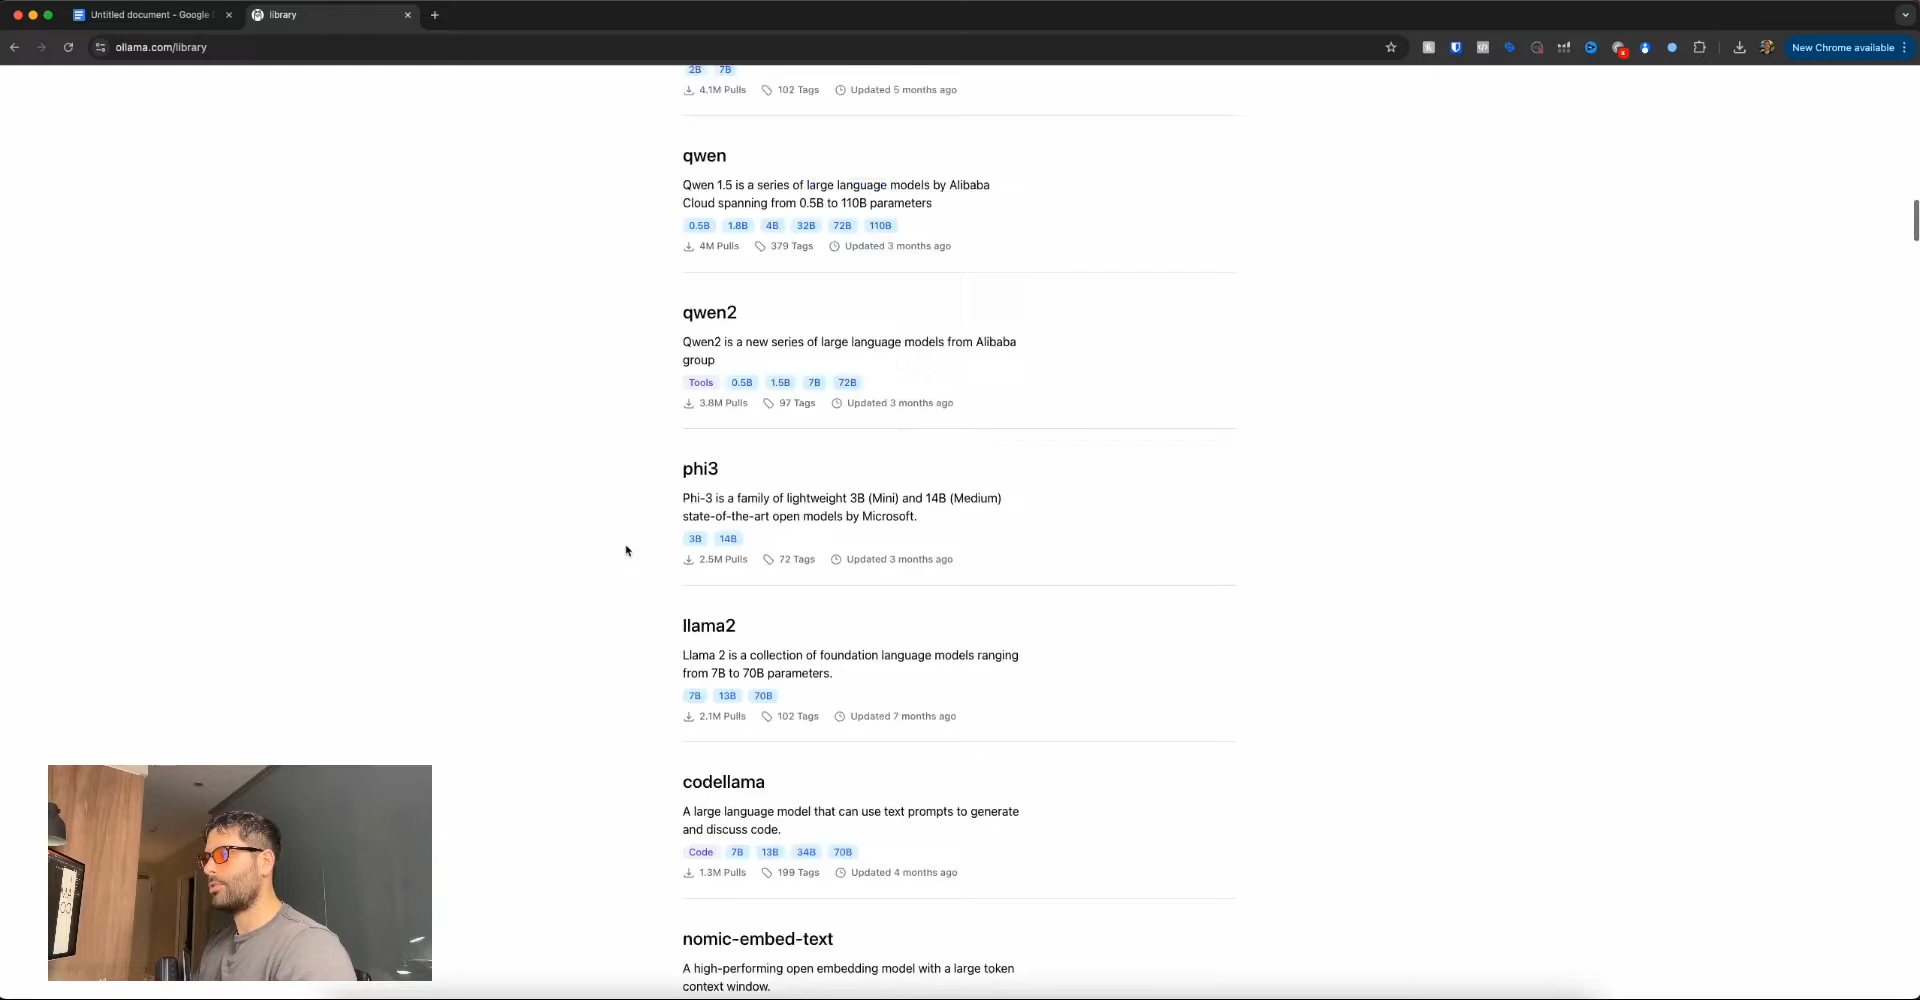 Untitled document - Google
library
ollama.com/library
New Chrome available
2B 7B
4.1M Pulls 102 Tags Updated 5 months ago
qwen
Qwen 1.5 is a series of large language models by Alibaba
Cloud spanning from 0.5B to 110B parameters
0.5B 1.8B 4B 32B 72B 110B
4M Pulls 379 Tags Updated 3 months ago
qwen2
Qwen2 is a new series of large language models from Alibaba
group
Tools 0.5B 1.5B 7B 72B
3.8M Pulls 97 Tags Updated 3 months ago
phi3
Phi-3 is a family of lightweight 3B (Mini) and 14B (Medium)
state-of-the-art open models by Microsoft.
3B 14B
2.5M Pulls 72 Tags Updated 3 months ago
llama2
Llama 2 is a collection of foundation language models ranging
from 7B to 70B parameters.
7B 13B 70B
2.1M Pulls 102 Tags Updated 7 months ago
codellama
A large language model that can use text prompts to generate
and discuss code.
Code 7B 13B 34B 70B
1.3M Pulls 199 Tags Updated 4 months ago
nomic-embed-text
A high-performing open embedding model with a large token
context window.